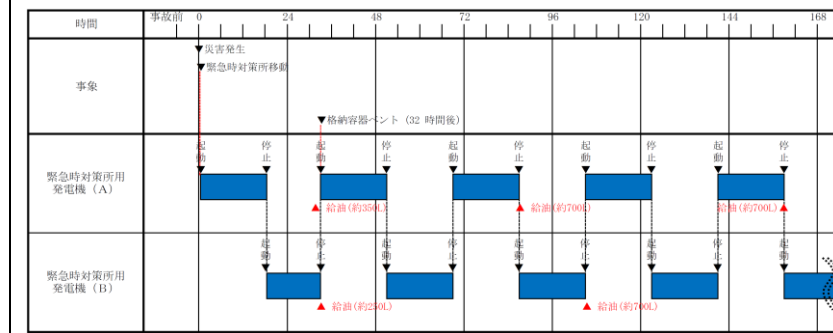 時間 事故前 0 24 48 72 96 120 144 168
事象
▼災害発生
▼緊急時対策所移動
▼格納容器ベント(32 時間後)
緊急時対策所用
発電機(A)
起動 停止 起動 停止 起動 停止 起動 停止 起動 停止
▲ 給油(約350L) ▲ 給油(約700L) 給油(約700L) ▲
緊急時対策所用
発電機(B)
起動 停止 起動 停止 起動 停止 起動 停止 起動
▲ 給油(約250L) ▲ 給油(約700L)